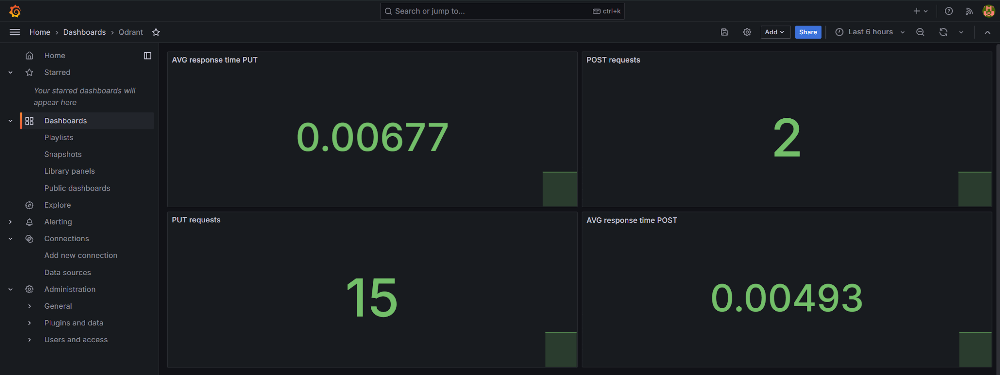 Search or jump to...
ctrl+k
Home
Dashboards
Qdrant
Add
Share
Last 6 hours
Home
Starred
Your starred dashboards will
appear here
Dashboards
Playlists
Snapshots
Library panels
Public dashboards
Explore
Alerting
Connections
Add new connection
Data sources
Administration
General
Plugins and data
Users and access
AVG response time PUT
0.00677
POST requests
2
PUT requests
15
AVG response time POST
0.00493